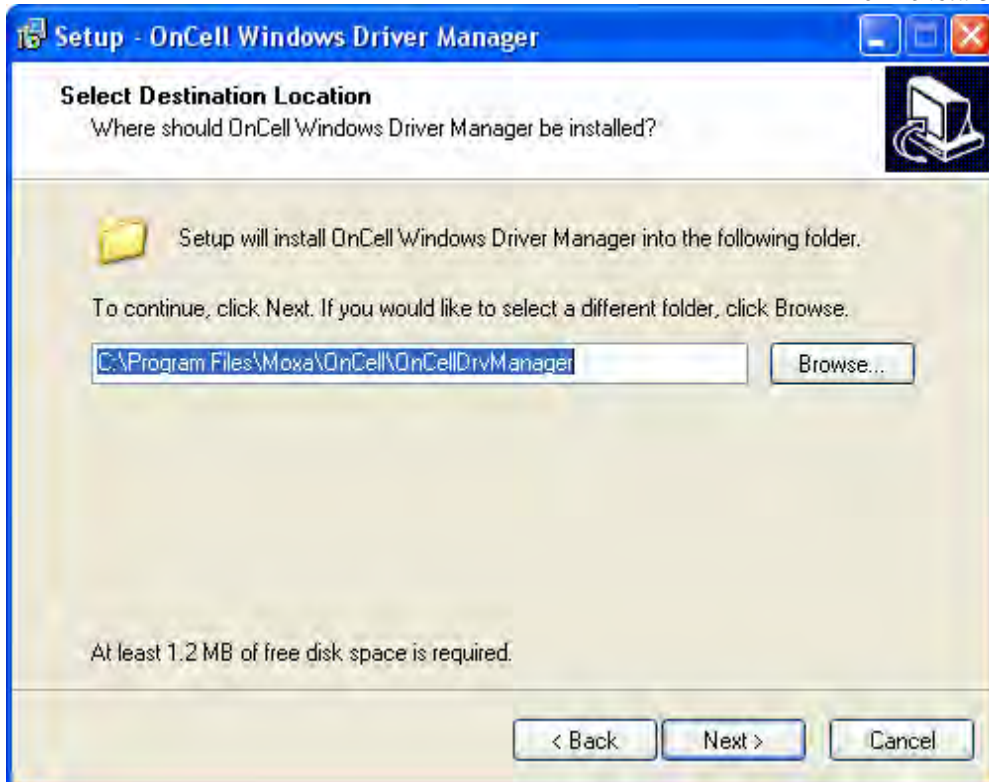 Setup - OnCell Windows Driver Manager
Select Destination Location
Where should OnCell Windows Driver Manager be installed?
Setup will install OnCell Windows Driver Manager into the following folder.
To continue, click Next. If you would like to select a different folder, click Browse.
C:\Program Files\Moxa\OnCell\OnCellDrvManager
Browse...
At least 1.2 MB of free disk space is required.
< Back
Next >
Cancel